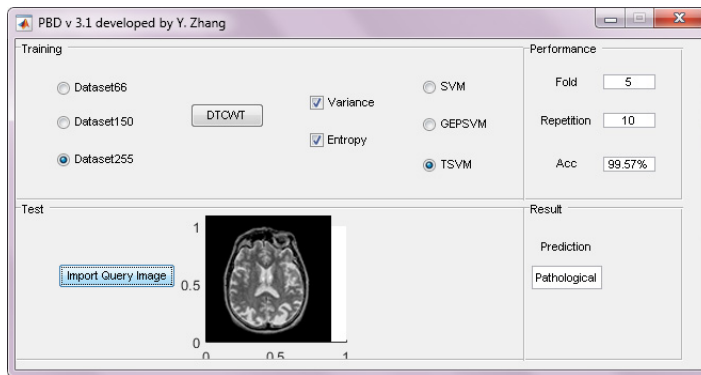 PBD v 3.1 developed by Y. Zhang
Training
Dataset66
Dataset150
Dataset255
DTCWT
Variance
Entropy
SVM
GEPSVM
TSVM
Performance
Fold 5
Repetition 10
Acc 99.57%
Test
Import Query Image
1
0.5
0
0 0.5 1
Result
Prediction
Pathological